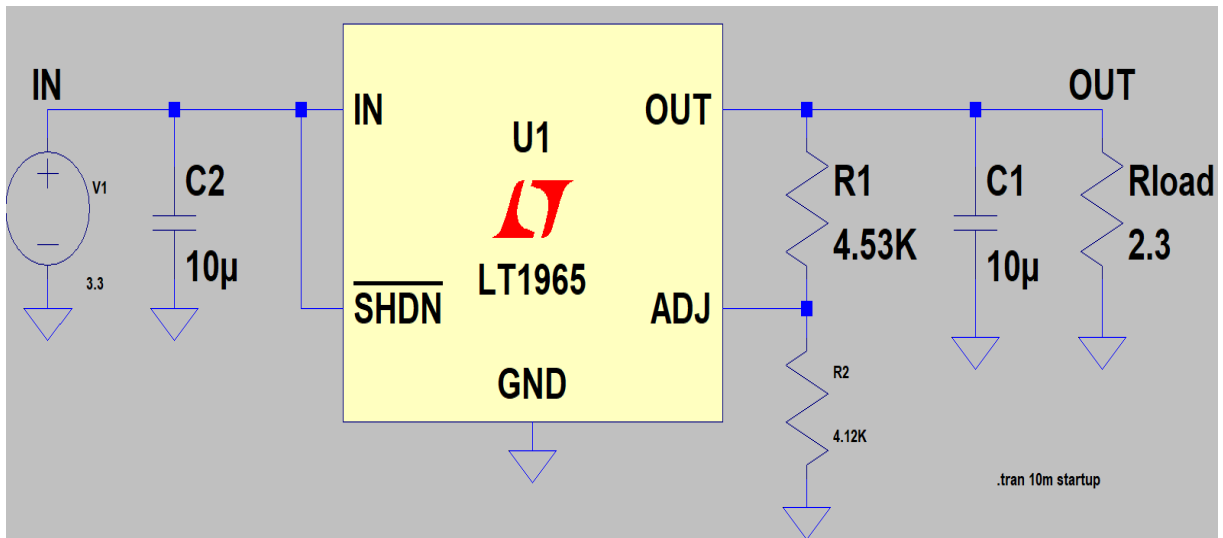 IN
V1
3.3
C2
10µ
IN
SHDN
U1
LT1965
GND
OUT
ADJ
R1
4.53K
R2
4.12K
C1
10µ
OUT
Rload
2.3
.tran 10m startup